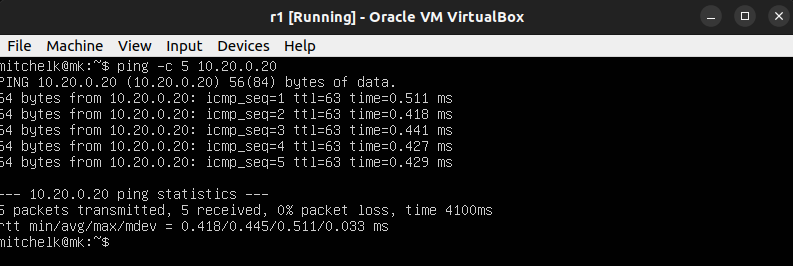 r1 [Running] - Oracle VM VirtualBox
File Machine View Input Devices Help
mitchelk@mk:~$ ping -c 5 10.20.0.20
PING 10.20.0.20 (10.20.0.20) 56(84) bytes of data.
64 bytes from 10.20.0.20: icmp_seq=1 ttl=63 time=0.511 ms
64 bytes from 10.20.0.20: icmp_seq=2 ttl=63 time=0.418 ms
64 bytes from 10.20.0.20: icmp_seq=3 ttl=63 time=0.441 ms
64 bytes from 10.20.0.20: icmp_seq=4 ttl=63 time=0.427 ms
64 bytes from 10.20.0.20: icmp_seq=5 ttl=63 time=0.429 ms
--- 10.20.0.20 ping statistics ---
5 packets transmitted, 5 received, 0% packet loss, time 4100ms
rtt min/avg/max/mdev = 0.418/0.445/0.511/0.033 ms
mitchelk@mk:~$